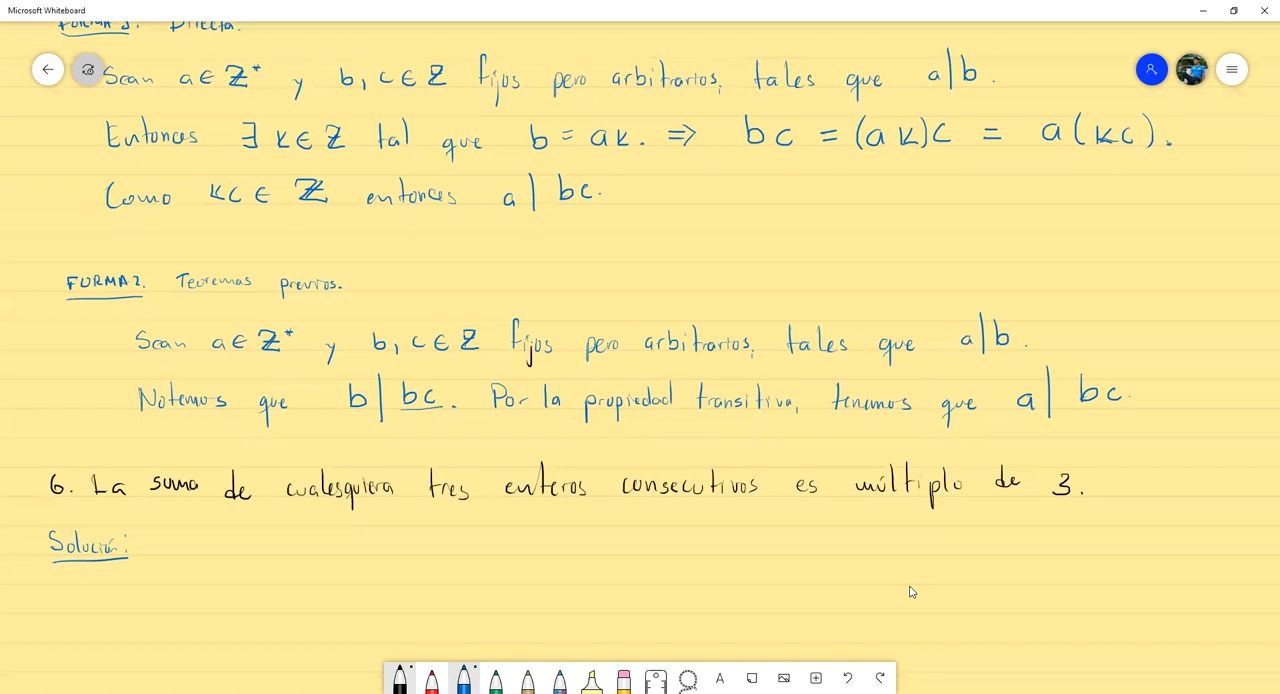 Microsoft Whiteboard
Directa.
Sean a ∈ ℤ* y b, c ∈ ℤ fijos pero arbitrarios, tales que a|b.
Entonces ∃ k ∈ ℤ tal que b = ak. ⇒ bc = (ak)c = a(kc).
Como kc ∈ ℤ entonces a|bc.
FORMA 2. Teoremas previos.
Sean a ∈ ℤ* y b, c ∈ ℤ fijos pero arbitrarios, tales que a|b.
Notemos que b|bc. Por la propiedad transitiva, tenemos que a|bc.
6. La suma de cualesquiera tres enteros consecutivos es múltiplo de 3.
Solución:
A